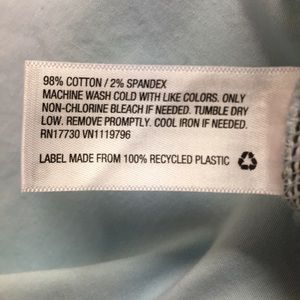 98% COTTON / 2% SPANDEX
MACHINE WASH COLD WITH LIKE COLORS. ONLY
NON-CHLORINE BLEACH IF NEEDED. TUMBLE DRY
LOW. REMOVE PROMPTLY. COOL IRON IF NEEDED.
RN17730 VN1119796
LABEL MADE FROM 100% RECYCLED PLASTIC